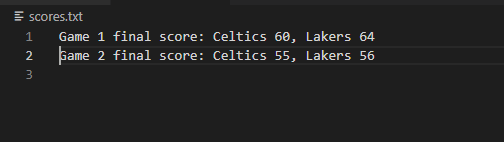 scores.txt
1 Game 1 final score: Celtics 60, Lakers 64
2 Game 2 final score: Celtics 55, Lakers 56
3